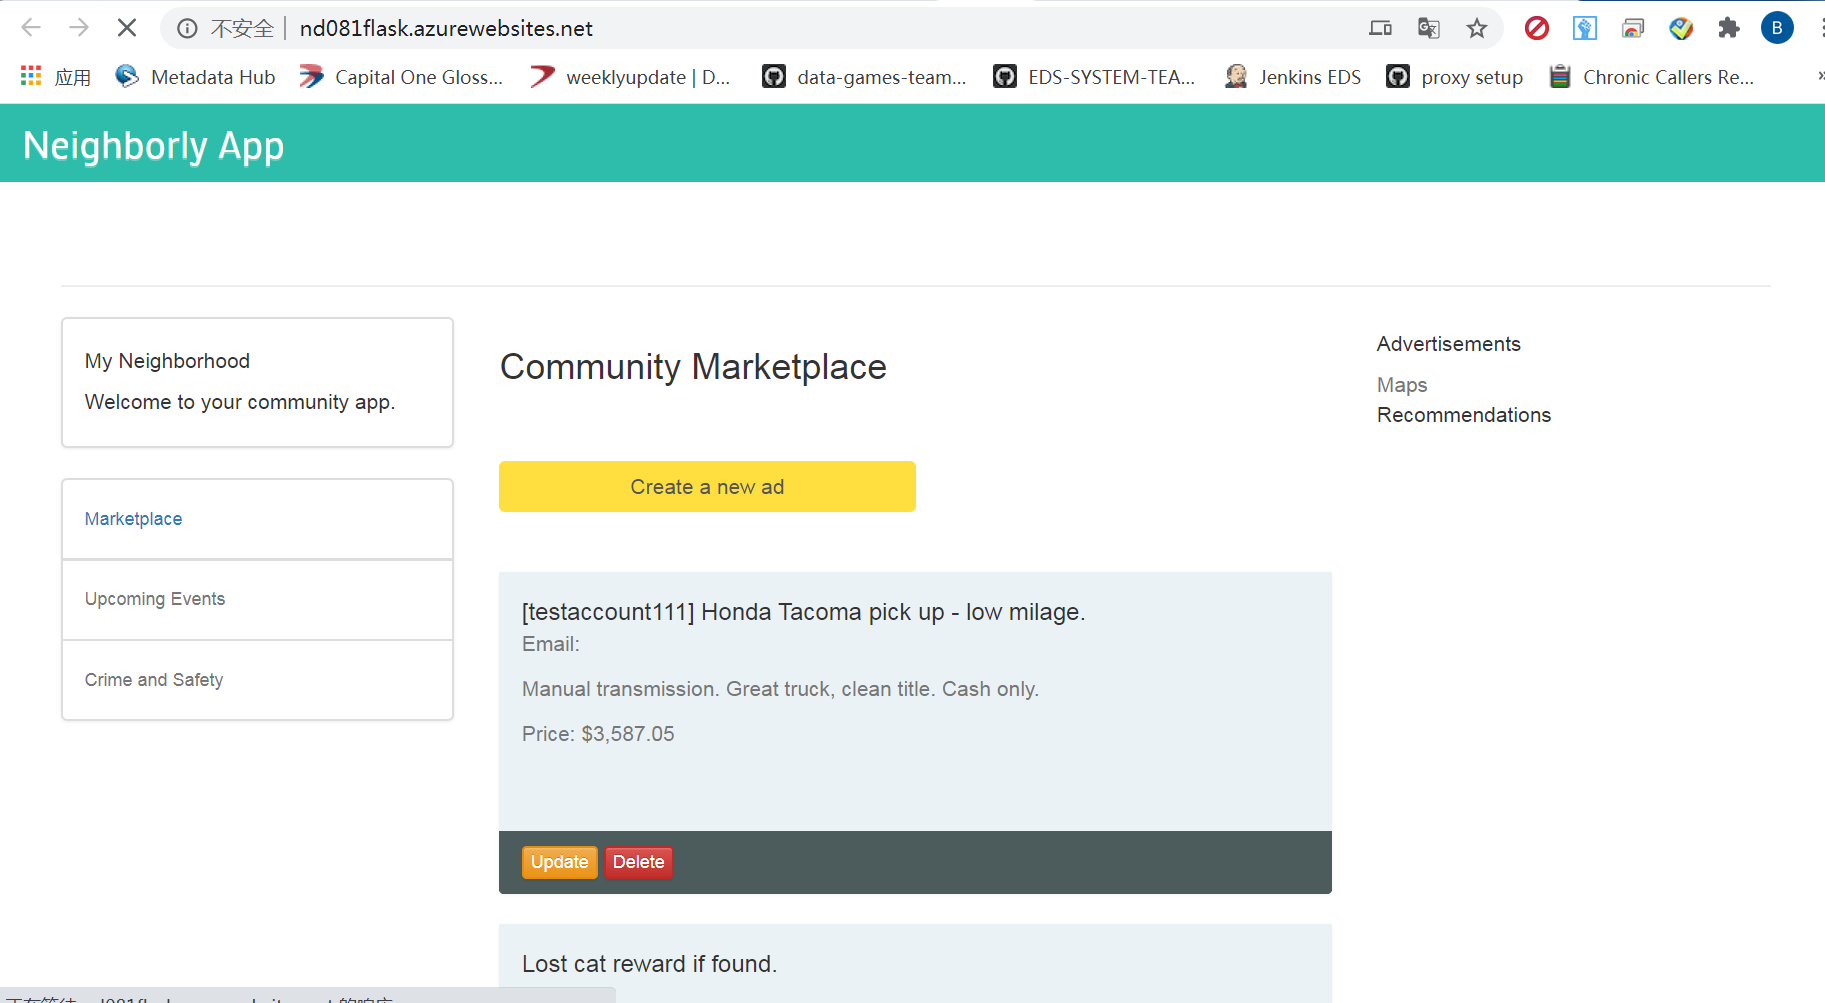 不安全 nd081flask.azurewebsites.net B
应用 Metadata Hub Capital One Gloss... weeklyupdate | D... data-games-team... EDS-SYSTEM-TEA... Jenkins EDS proxy setup Chronic Callers Re... »
Neighborly App
My Neighborhood
Welcome to your community app.
Marketplace
Upcoming Events
Crime and Safety
Community Marketplace
Create a new ad
[testaccount111] Honda Tacoma pick up - low milage.
Email:
Manual transmission. Great truck, clean title. Cash only.
Price: $3,587.05
Update Delete
Lost cat reward if found.
Advertisements
Maps
Recommendations